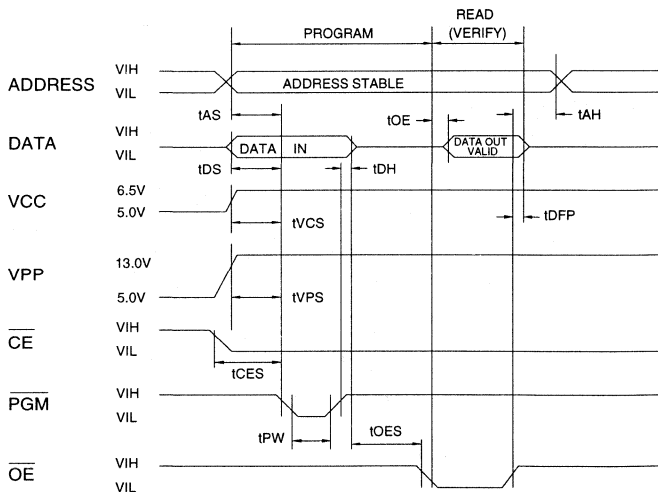 READ
PROGRAM (VERIFY)
ADDRESS VIH VIL ADDRESS STABLE
tAS tOE tAH
DATA VIH VIL DATA IN DATA OUT VALID
tDS tDH
VCC 6.5V 5.0V
tVCS tDFP
VPP 13.0V 5.0V
tVPS
CE VIH VIL
tCES
PGM VIH VIL
tPW tOES
OE VIH VIL